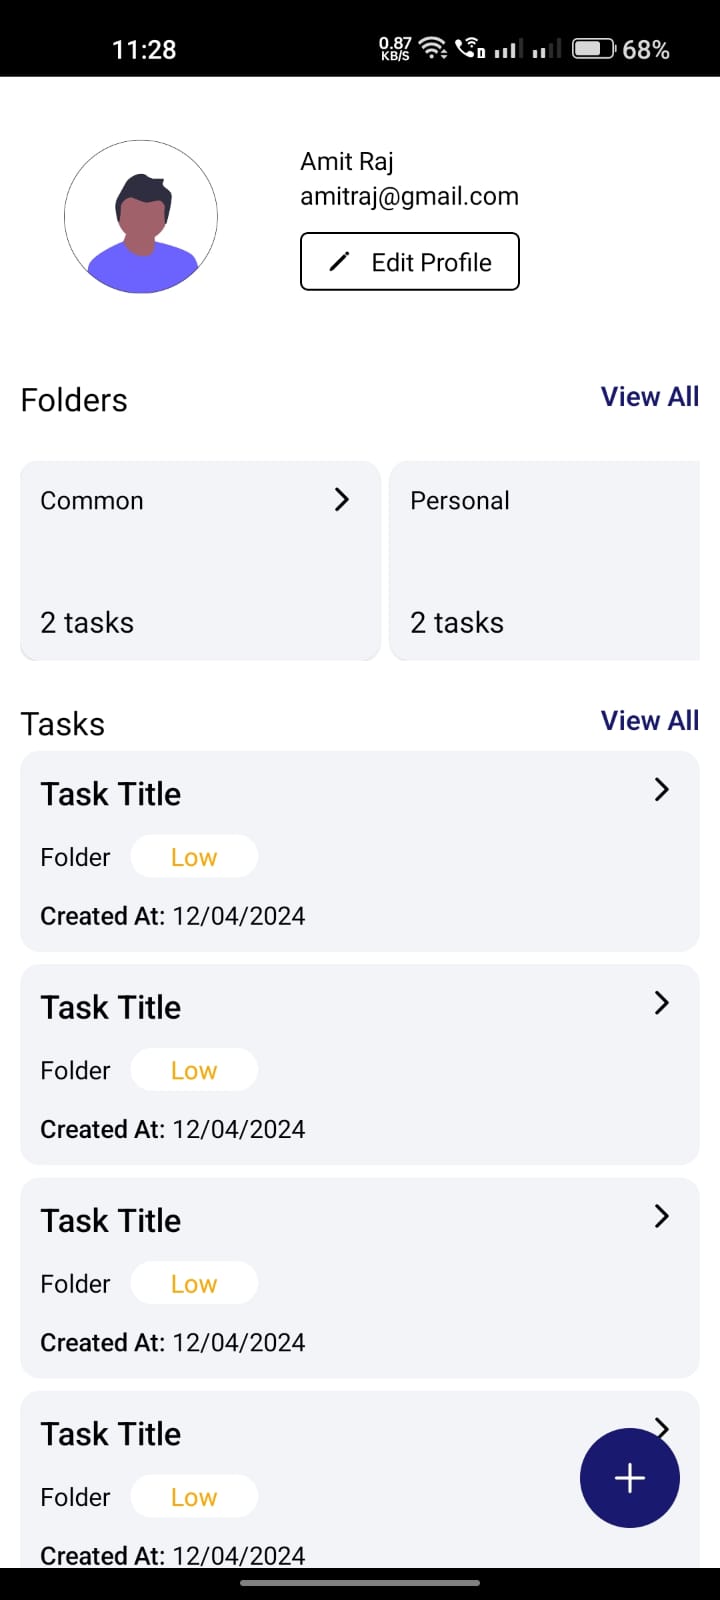 11:28 0.87 KB/S 68%
Amit Raj
amitraj@gmail.com
Edit Profile
Folders View All
Common Personal
2 tasks 2 tasks
Tasks View All
Task Title
Folder Low
Created At: 12/04/2024
Task Title
Folder Low
Created At: 12/04/2024
Task Title
Folder Low
Created At: 12/04/2024
Task Title
Folder Low
Created At: 12/04/2024